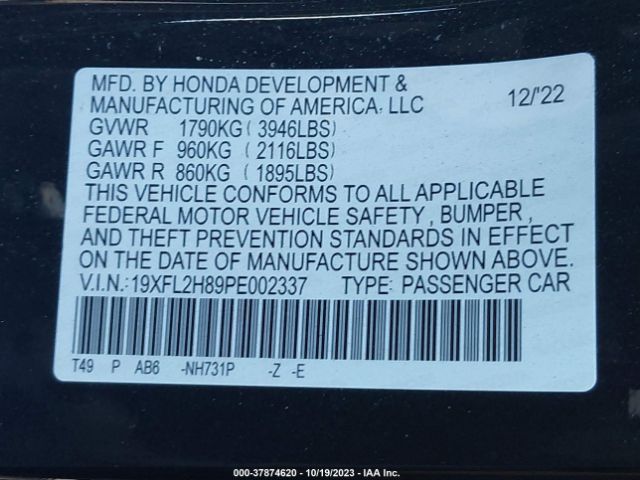 MFD. BY HONDA DEVELOPMENT &
MANUFACTURING OF AMERICA, LLC 12/'22
GVWR 1790KG ( 3946LBS)
GAWR F 960KG ( 2116LBS)
GAWR R 860KG ( 1895LBS)
THIS VEHICLE CONFORMS TO ALL APPLICABLE
FEDERAL MOTOR VEHICLE SAFETY, BUMPER,
AND THEFT PREVENTION STANDARDS IN EFFECT
ON THE DATE OF MANUFACTURE SHOWN ABOVE.
V.I.N.:19XFL2H89PE002337 TYPE: PASSENGER CAR
T49 P AB6 -NH731P -Z -E
000-37874620 - 10/19/2023 - IAA Inc.